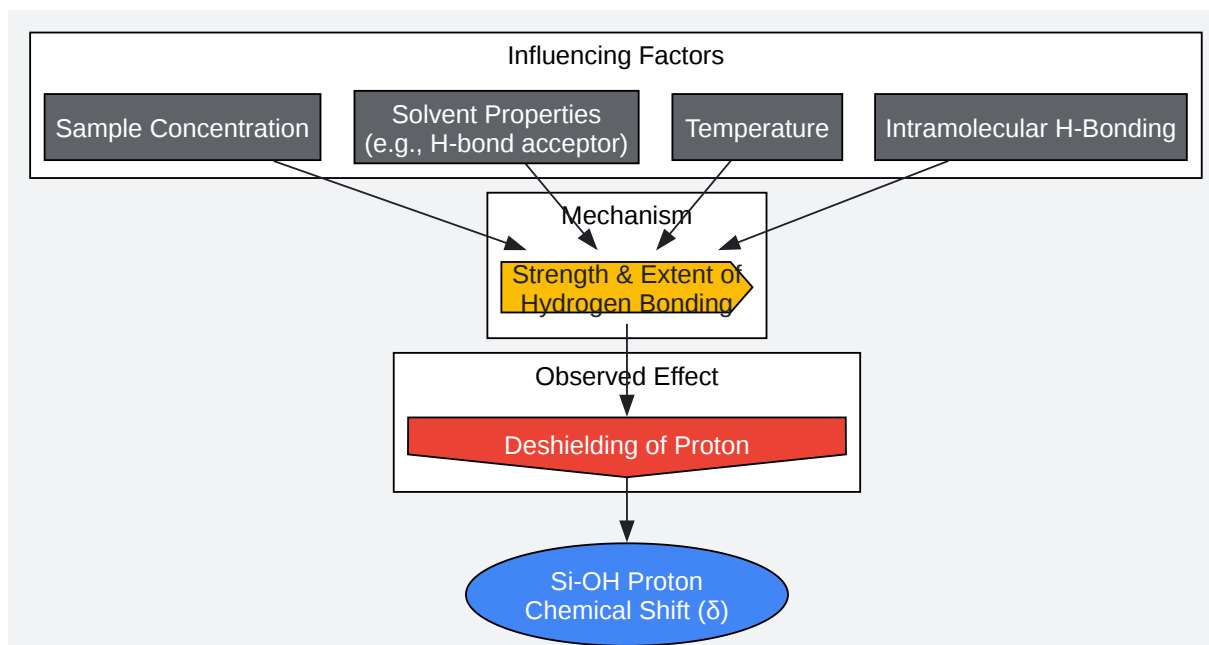 Influencing Factors
Sample Concentration
Solvent Properties
(e.g., H-bond acceptor)
Temperature
Intramolecular H-Bonding
Mechanism
Strength & Extent of
Hydrogen Bonding
Observed Effect
Deshielding of Proton
Si-OH Proton
Chemical Shift (δ)